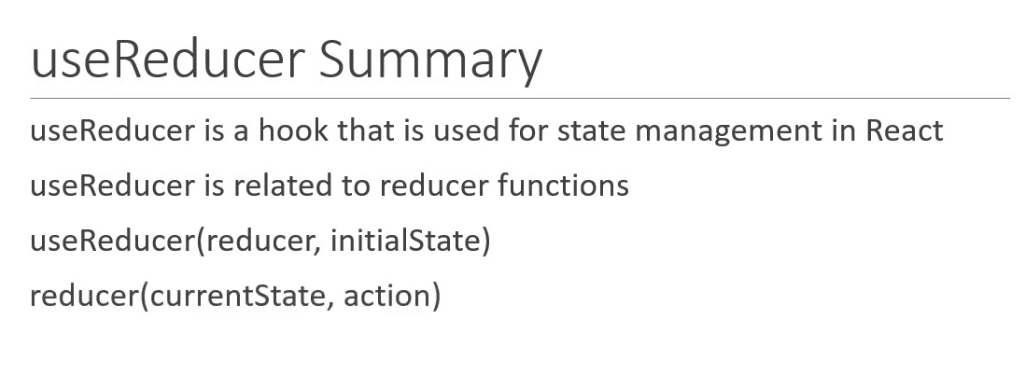 useReducer Summary
useReducer is a hook that is used for state management in React
useReducer is related to reducer functions
useReducer(reducer, initialState)
reducer(currentState, action)